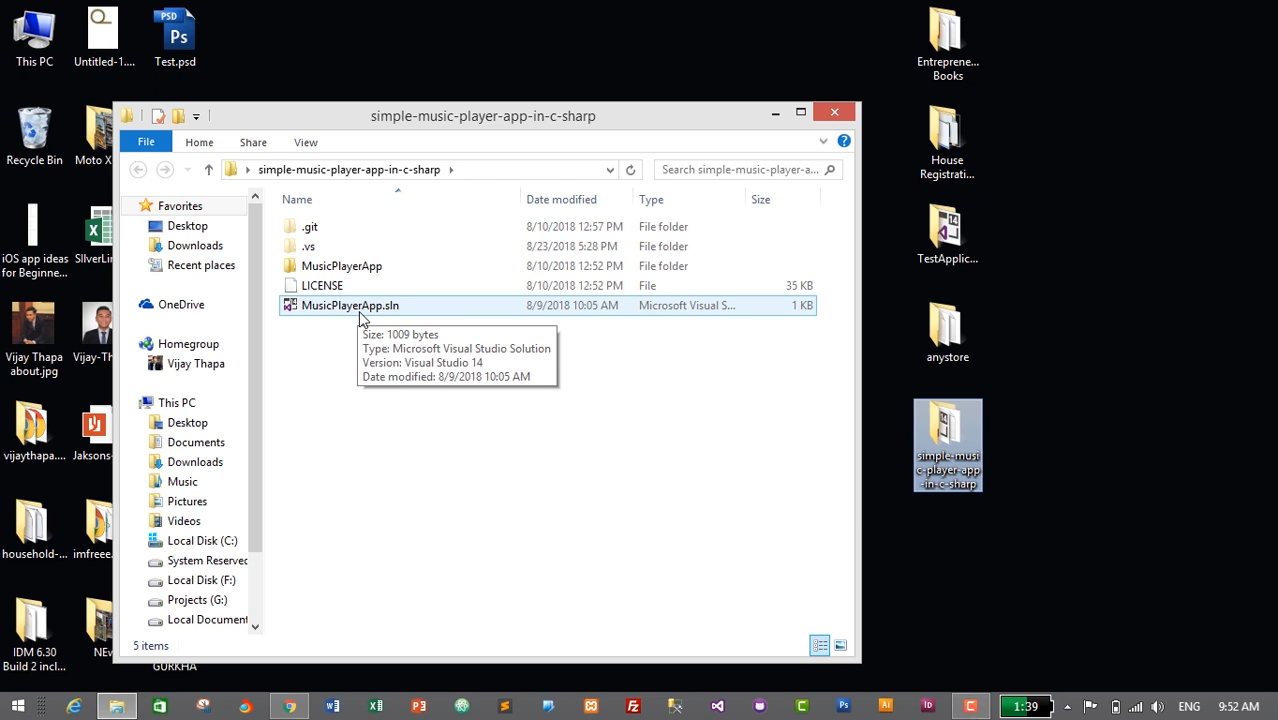 This PC
Untitled-1....
PSD
Ps
Test.psd
Entreprene...
Books
Recycle Bin
Moto X
House
Registrati...
iOS app ideas
for Beginne...
SIlverLin
TestApplic...
Vijay Thapa
about.jpg
Vijay-Th
anystore
vijaythapa....
Jaksons-
simple-musi
c-player-app
-in-c-sharp
household-...
imfreee.
IDM 6.30
Build 2 incl...
NEv
GURKHA
simple-music-player-app-in-c-sharp
File
Home
Share
View
simple-music-player-app-in-c-sharp
Search simple-music-player-a...
Name
Date modified
Type
Size
Favorites
Desktop
Downloads
Recent places
OneDrive
Homegroup
Vijay Thapa
This PC
Desktop
Documents
Downloads
Music
Pictures
Videos
Local Disk (C:)
System Reserved
Local Disk (F:)
Projects (G:)
Local Document
.git 8/10/2018 12:57 PM File folder
.vs 8/23/2018 5:28 PM File folder
MusicPlayerApp 8/10/2018 12:52 PM File folder
LICENSE 8/10/2018 12:52 PM File 35 KB
MusicPlayerApp.sln 8/9/2018 10:05 AM Microsoft Visual S... 1 KB
Size: 1009 bytes
Type: Microsoft Visual Studio Solution
Version: Visual Studio 14
Date modified: 8/9/2018 10:05 AM
5 items
1:39
ENG
9:52 AM